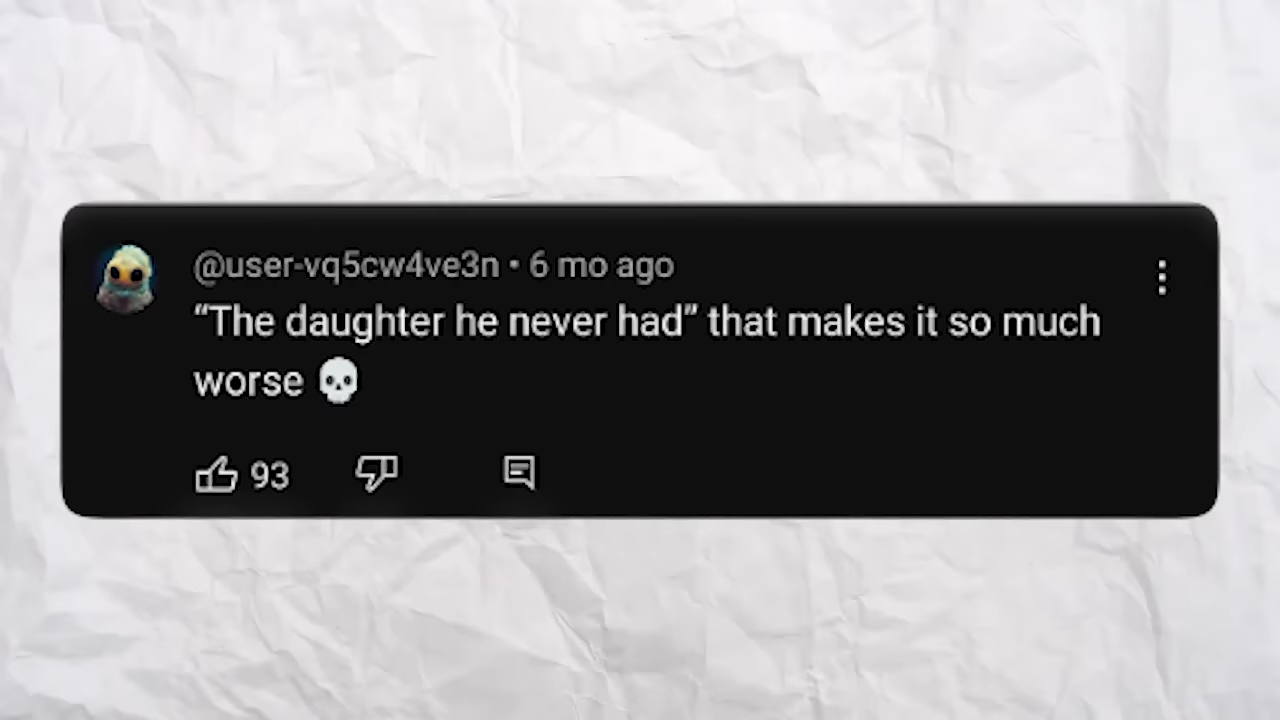 @user-vq5cw4ve3n • 6 mo ago
“The daughter he never had” that makes it so much
worse 💀
93